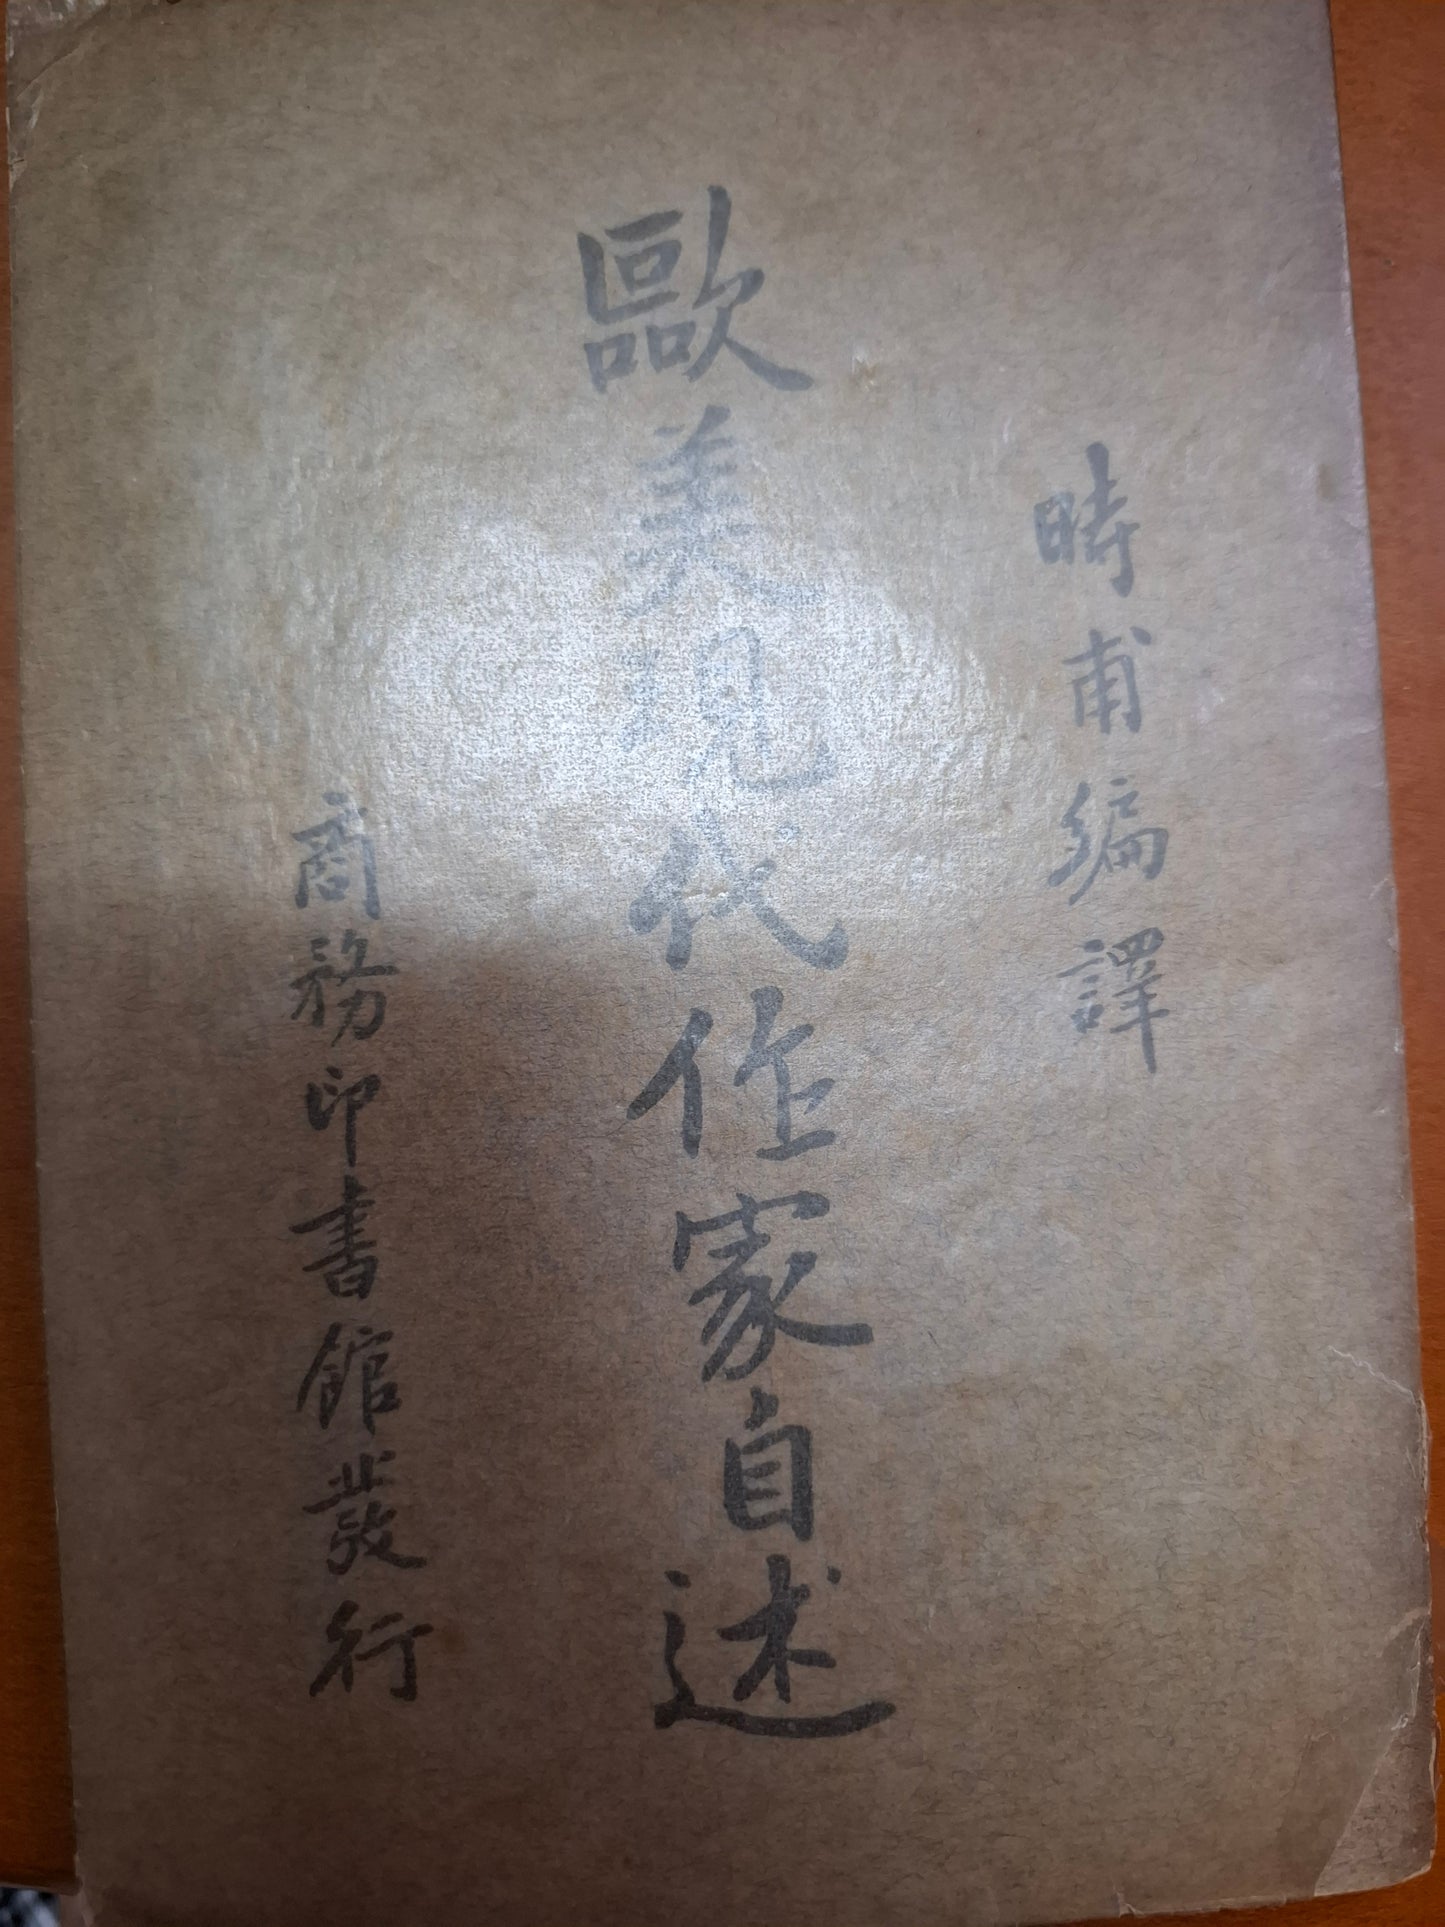 時甫編譯
歐美現代作家自述
商務印書館發行